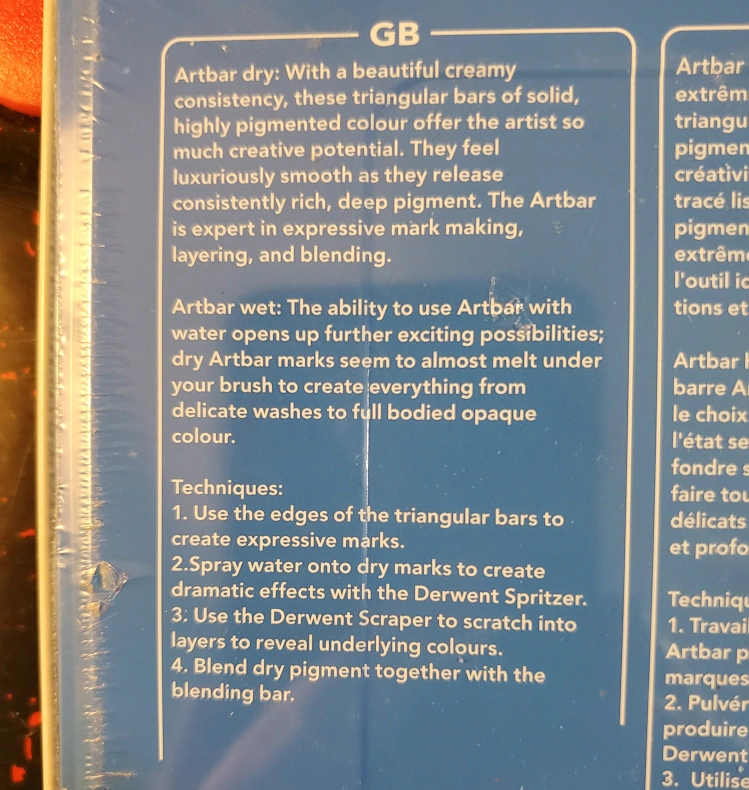 GB
Artbar dry: With a beautiful creamy
consistency, these triangular bars of solid,
highly pigmented colour offer the artist so
much creative potential. They feel
luxuriously smooth as they release
consistently rich, deep pigment. The Artbar
is expert in expressive mark making,
layering, and blending.
Artbar wet: The ability to use Artbar with
water opens up further exciting possibilities;
dry Artbar marks seem to almost melt under
your brush to create everything from
delicate washes to full bodied opaque
colour.
Techniques:
1. Use the edges of the triangular bars to
create expressive marks.
2.Spray water onto dry marks to create
dramatic effects with the Derwent Spritzer.
3. Use the Derwent Scraper to scratch into
layers to reveal underlying colours.
4. Blend dry pigment together with the
blending bar.
Artbar
extrêm
triangu
pigmen
créativi
tracé lis
pigmen
extrême
l'outil ic
tions et
Artbar
barre A
le choix
l'état se
fondre s
faire tou
délicats
et profo
Techniqu
1. Travail
Artbar p
marques
2. Pulvér
produire
Derwent
3. Utilise